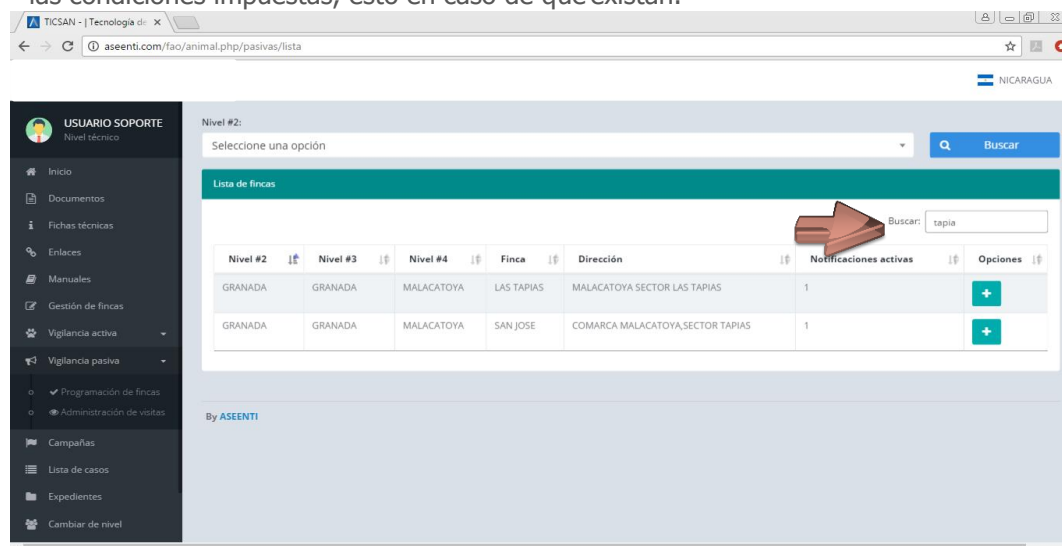 las condiciones impuestas, esto en caso de que existan.
TICSAN - | Tecnología de
aseenti.com/fao/animal.php/pasivas/lista
NICARAGUA
USUARIO SOPORTE
Nivel técnico
Inicio
Documentos
Fichas técnicas
Enlaces
Manuales
Gestión de fincas
Vigilancia activa
Vigilancia pasiva
Programación de fincas
Administración de visitas
Campañas
Lista de casos
Expedientes
Cambiar de nivel
Nivel #2:
Seleccione una opción
Buscar
Lista de fincas
Buscar: tapia
Nivel #2 Nivel #3 Nivel #4 Finca Dirección Notificaciones activas Opciones
GRANADA GRANADA MALACATOYA LAS TAPIAS MALACATOYA SECTOR LAS TAPIAS 1
GRANADA GRANADA MALACATOYA SAN JOSE COMARCA MALACATOYA,SECTOR TAPIAS 1
By ASEENTI